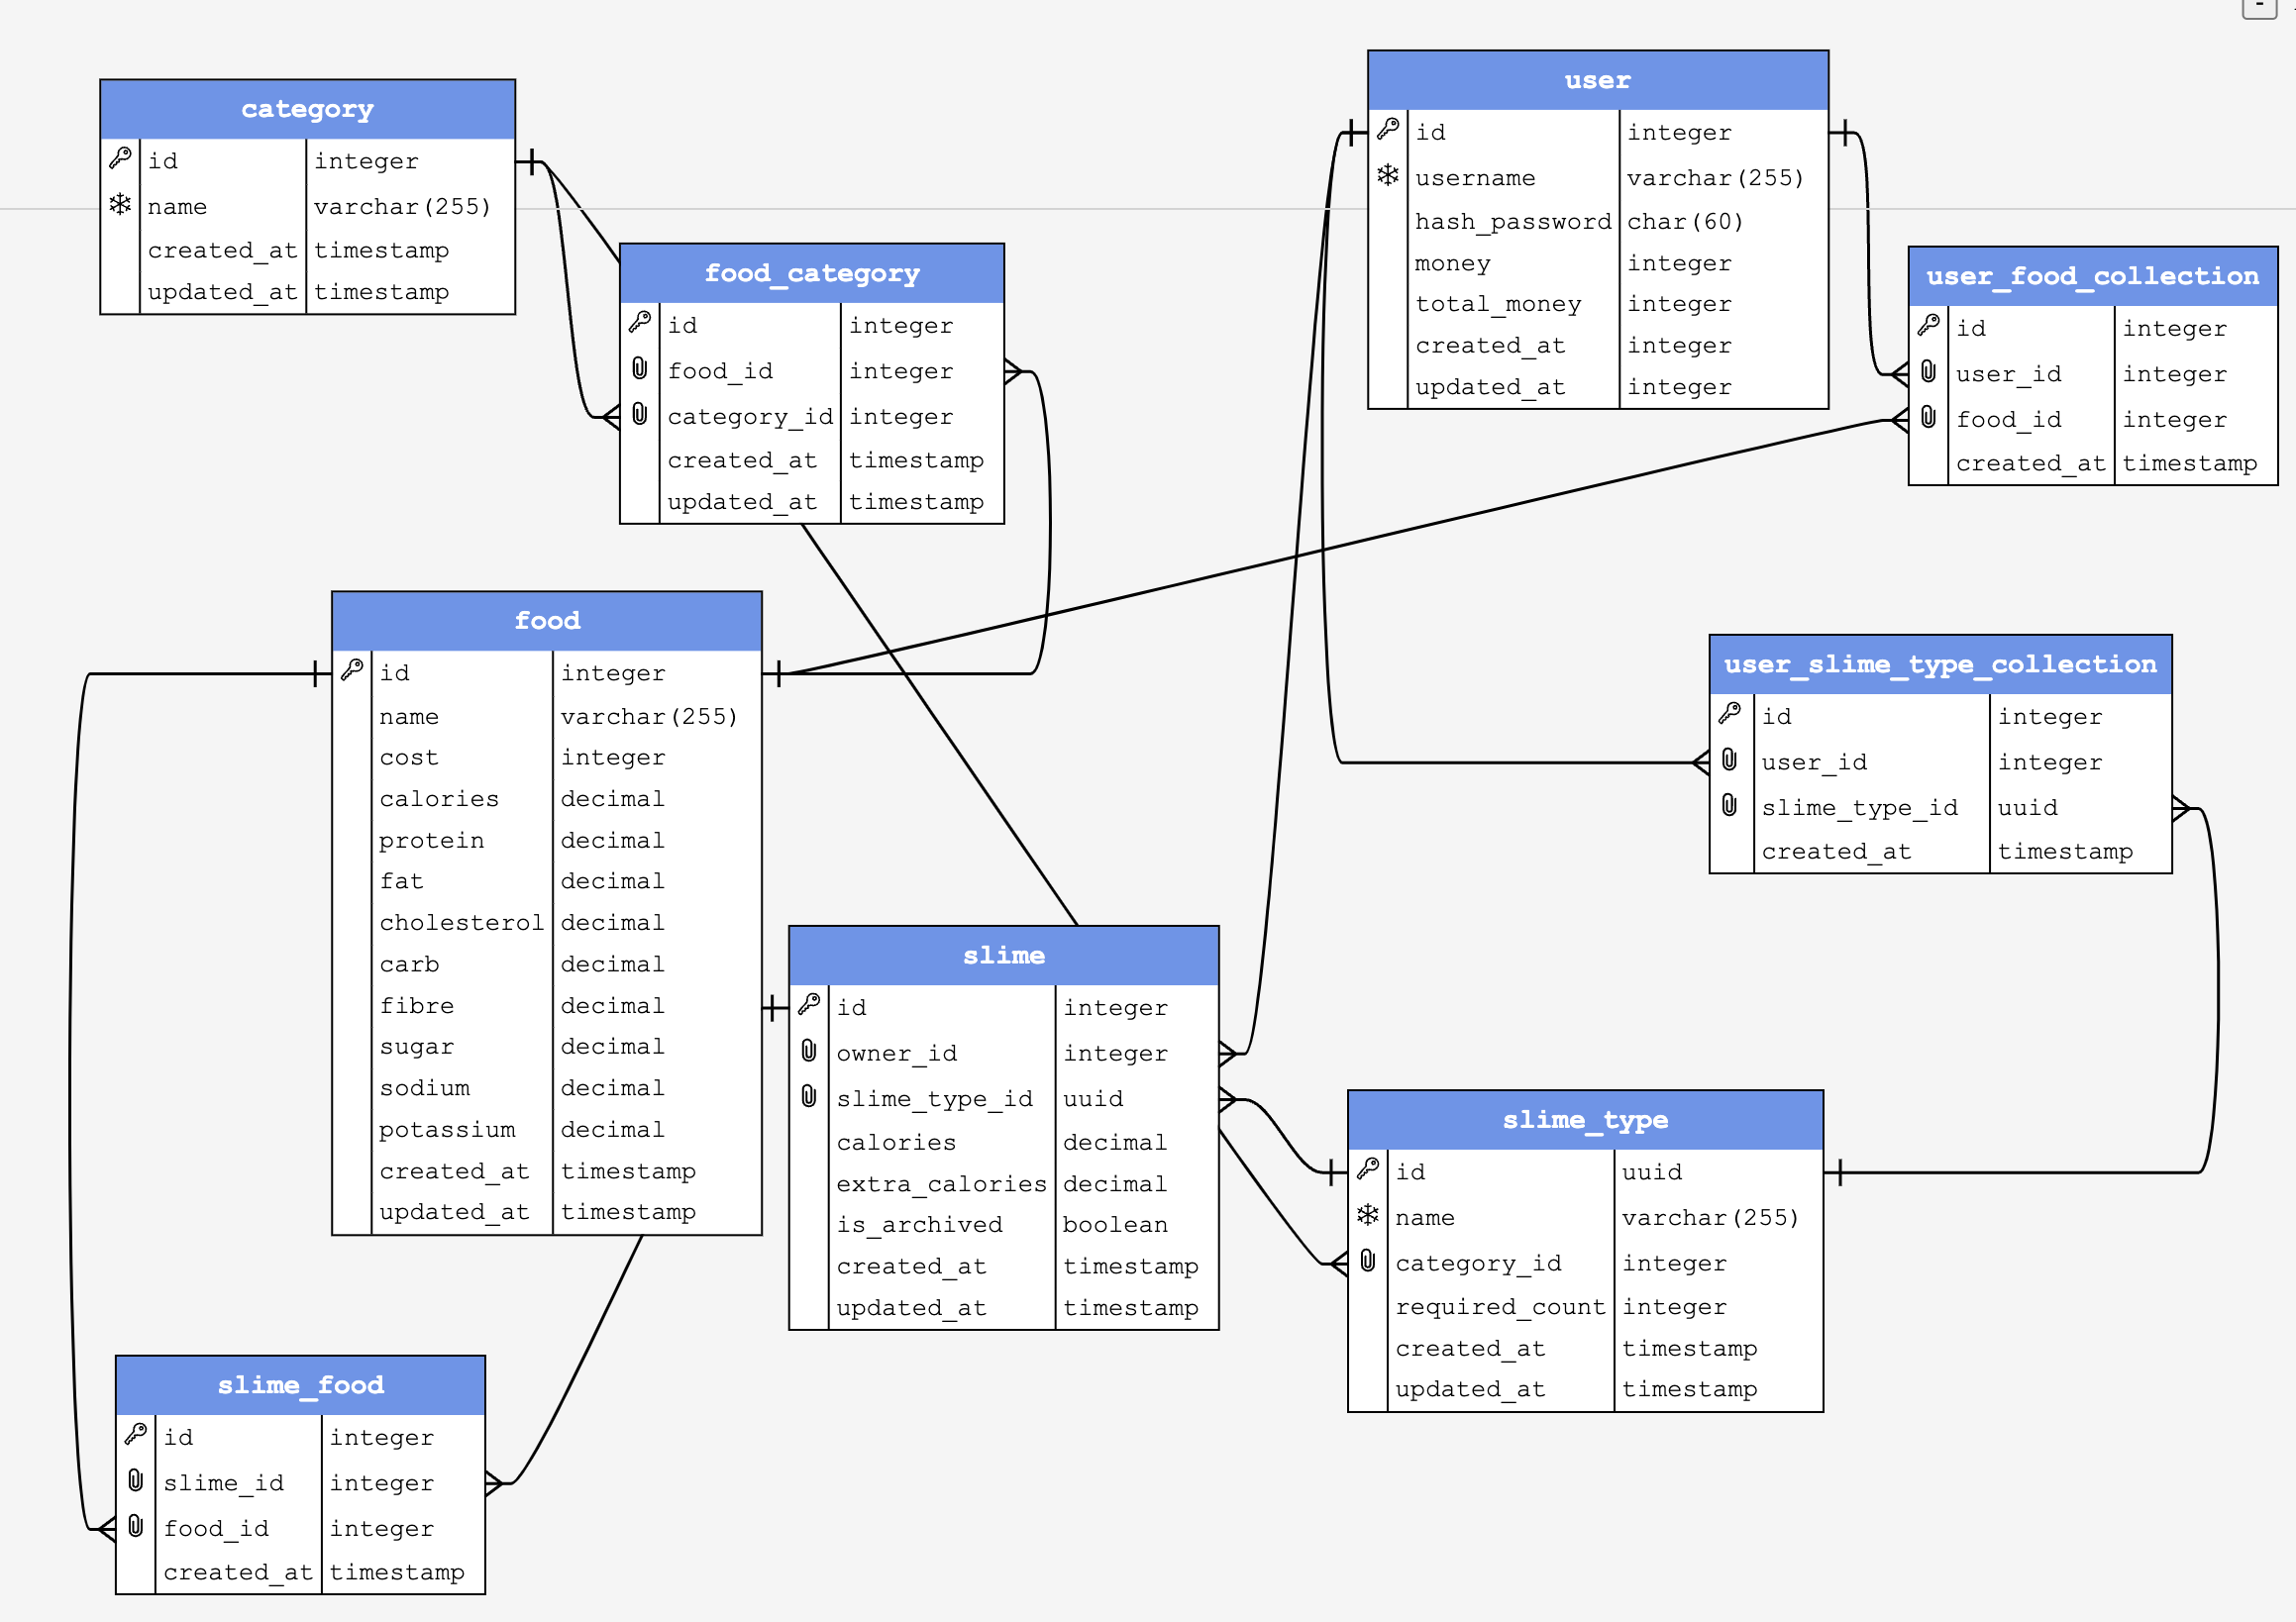 -
category
id integer
name varchar(255)
created_at timestamp
updated_at timestamp
user
id integer
username varchar(255)
hash_password char(60)
money integer
total_money integer
created_at integer
updated_at integer
food_category
id integer
food_id integer
category_id integer
created_at timestamp
updated_at timestamp
user_food_collection
id integer
user_id integer
food_id integer
created_at timestamp
food
id integer
name varchar(255)
cost integer
calories decimal
protein decimal
fat decimal
cholesterol decimal
carb decimal
fibre decimal
sugar decimal
sodium decimal
potassium decimal
created_at timestamp
updated_at timestamp
user_slime_type_collection
id integer
user_id integer
slime_type_id uuid
created_at timestamp
slime
id integer
owner_id integer
slime_type_id uuid
calories decimal
extra_calories decimal
is_archived boolean
created_at timestamp
updated_at timestamp
slime_type
id uuid
name varchar(255)
category_id integer
required_count integer
created_at timestamp
updated_at timestamp
slime_food
id integer
slime_id integer
food_id integer
created_at timestamp